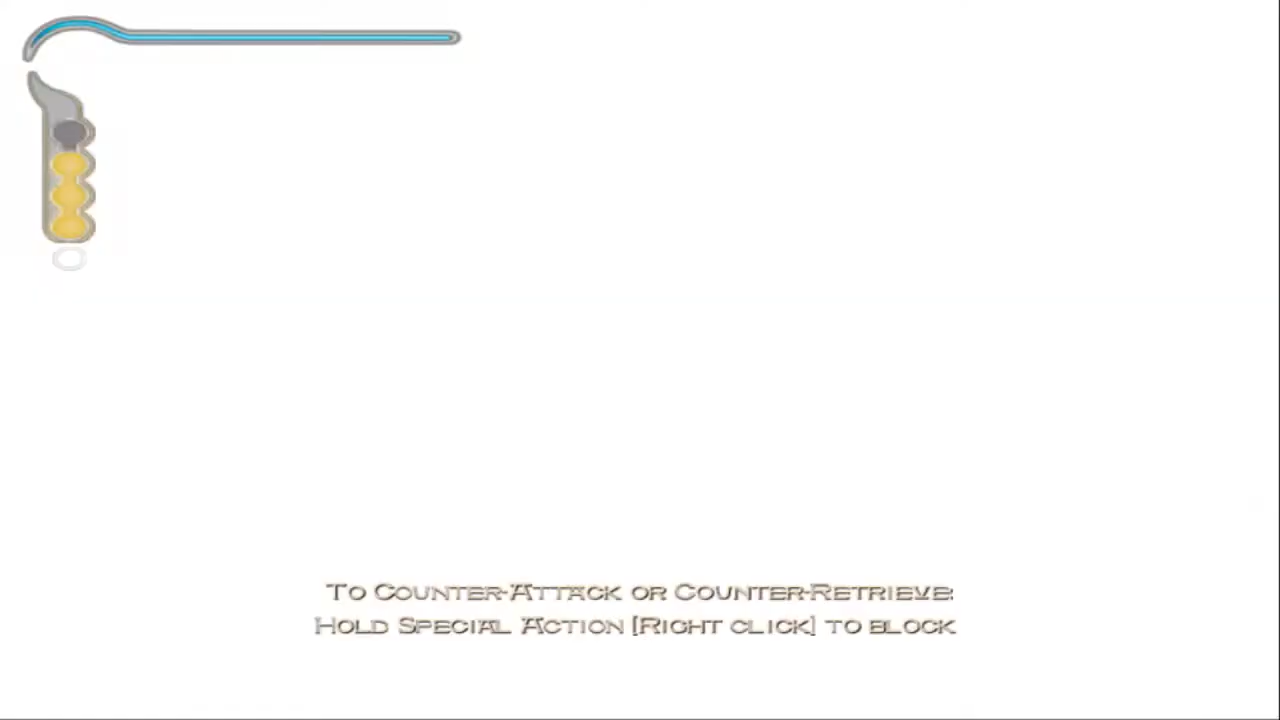 To Counter-Attack or Counter-Retrieve:
Hold Special Action [Right click] to block